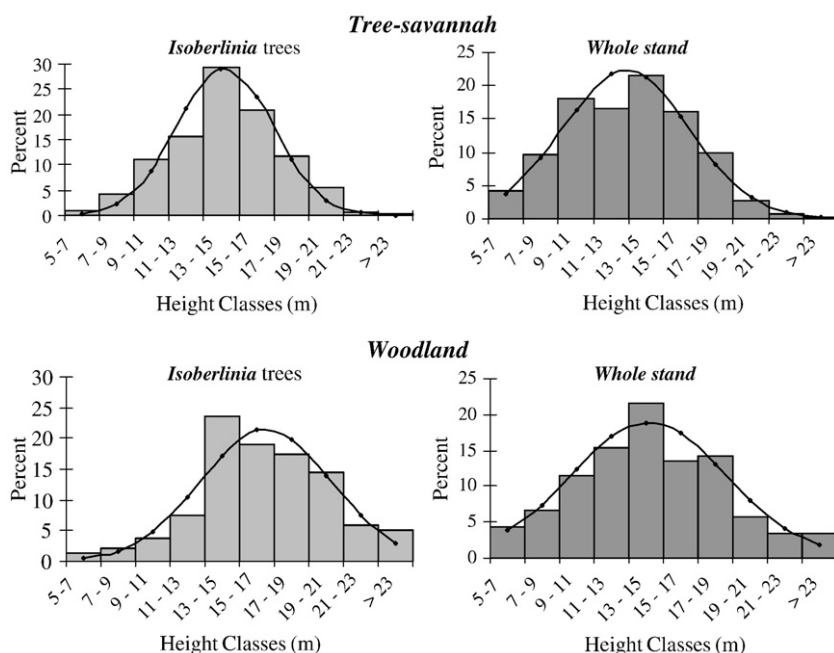 Tree-savannah
Isoberlinia trees
Percent
30
25
20
15
10
5
0
5-7
7 - 9
9 - 11
11 - 13
13 - 15
15 - 17
17 - 19
19 - 21
21 - 23
> 23
Height Classes (m)
Whole stand
Percent
25
20
15
10
5
0
5-7
7 - 9
9 - 11
11 - 13
13 - 15
15 - 17
17 - 19
19 - 21
21 - 23
> 23
Height Classes (m)
Woodland
Isoberlinia trees
Percent
30
25
20
15
10
5
0
5-7
7 - 9
9 - 11
11 - 13
13 - 15
15 - 17
17 - 19
19 - 21
21 - 23
> 23
Height Classes (m)
Whole stand
Percent
25
20
15
10
5
0
5-7
7 - 9
9 - 11
11 - 13
13 - 15
15 - 17
17 - 19
19 - 21
21 - 23
> 23
Height Classes (m)